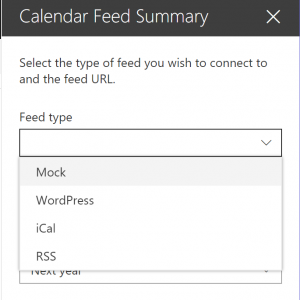 Calendar Feed Summary
Select the type of feed you wish to connect to
and the feed URL.
Feed type
Mock
WordPress
iCal
RSS
Next year